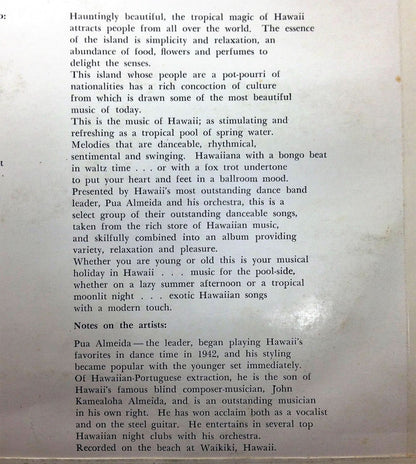 Hauntingly beautiful, the tropical magic of Hawaii
attracts people from all over the world. The essence
of the island is simplicity and relaxation, an
abundance of food, flowers and perfumes to
delight the senses.
This island whose people are a pot-pourri of
nationalities has a rich concoction of culture
from which is drawn some of the most beautiful
music of today.
This is the music of Hawaii; as stimulating and
refreshing as a tropical pool of spring water.
Melodies that are danceable, rhythmical,
sentimental and swinging. Hawaiiana with a bongo beat
in waltz time . . . or with a fox trot undertone
to put your heart and feet in a ballroom mood.
Presented by Hawaii's most outstanding dance band
leader, Pua Almeida and his orchestra, this is a
select group of their outstanding danceable songs,
taken from the rich store of Hawaiian music,
and skilfully combined into an album providing
variety, relaxation and pleasure.
Whether you are young or old this is your musical
holiday in Hawaii . . . music for the pool-side,
whether on a lazy summer afternoon or a tropical
moonlit night . . . exotic Hawaiian songs
with a modern touch.
Notes on the artists:
Pua Almeida — the leader, began playing Hawaii's
favorites in dance time in 1942, and his styling
became popular with the younger set immediately.
Of Hawaiian-Portuguese extraction, he is the son of
Hawaii's famous blind composer-musician, John
Kamealoha Almeida, and is an outstanding musician
in his own right. He has won acclaim both as a vocalist
and on the steel guitar. He entertains in several top
Hawaiian night clubs with his orchestra.
Recorded on the beach at Waikiki, Hawaii.